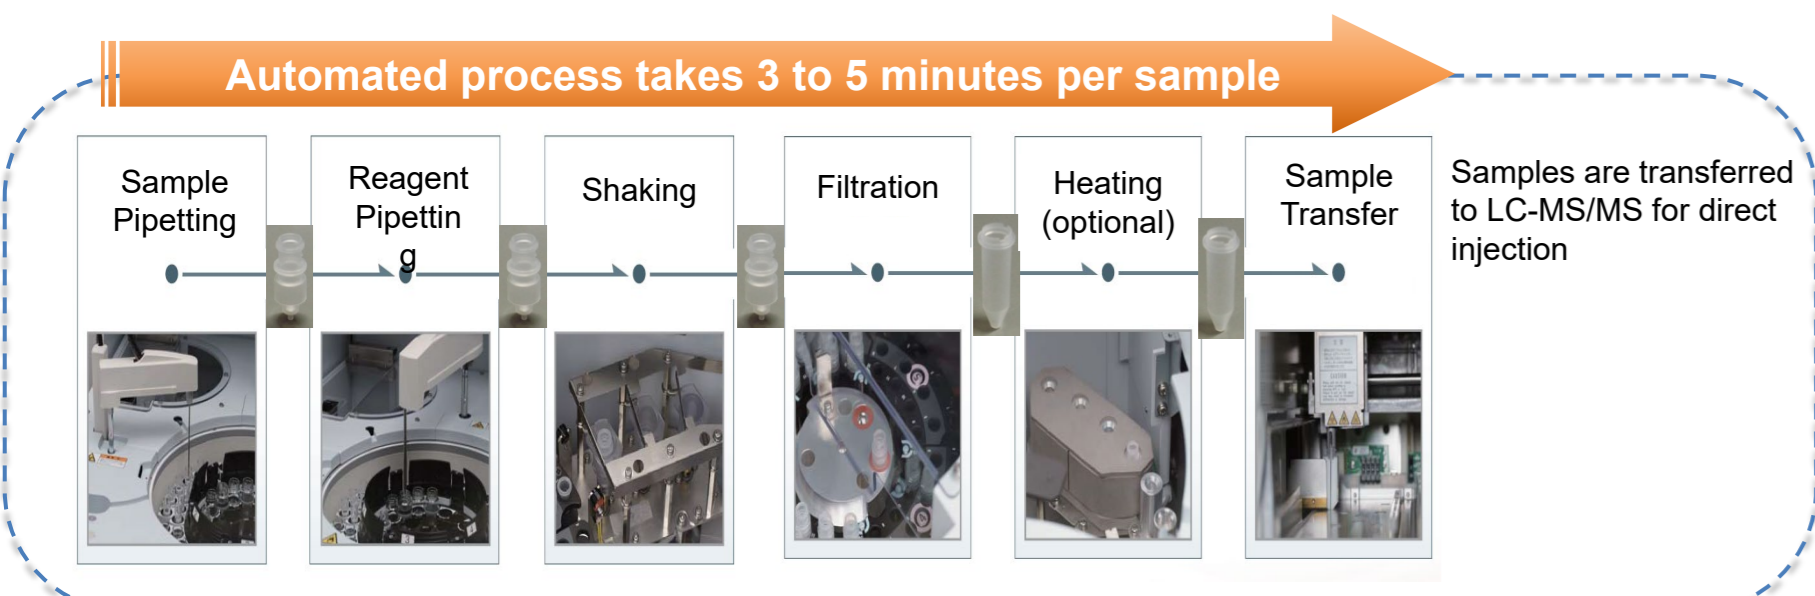 Automated process takes 3 to 5 minutes per sample
Sample
Pipetting
Reagent
Pipettin
g
Shaking
Filtration
Heating
(optional)
Sample
Transfer
Samples are transferred
to LC-MS/MS for direct
injection